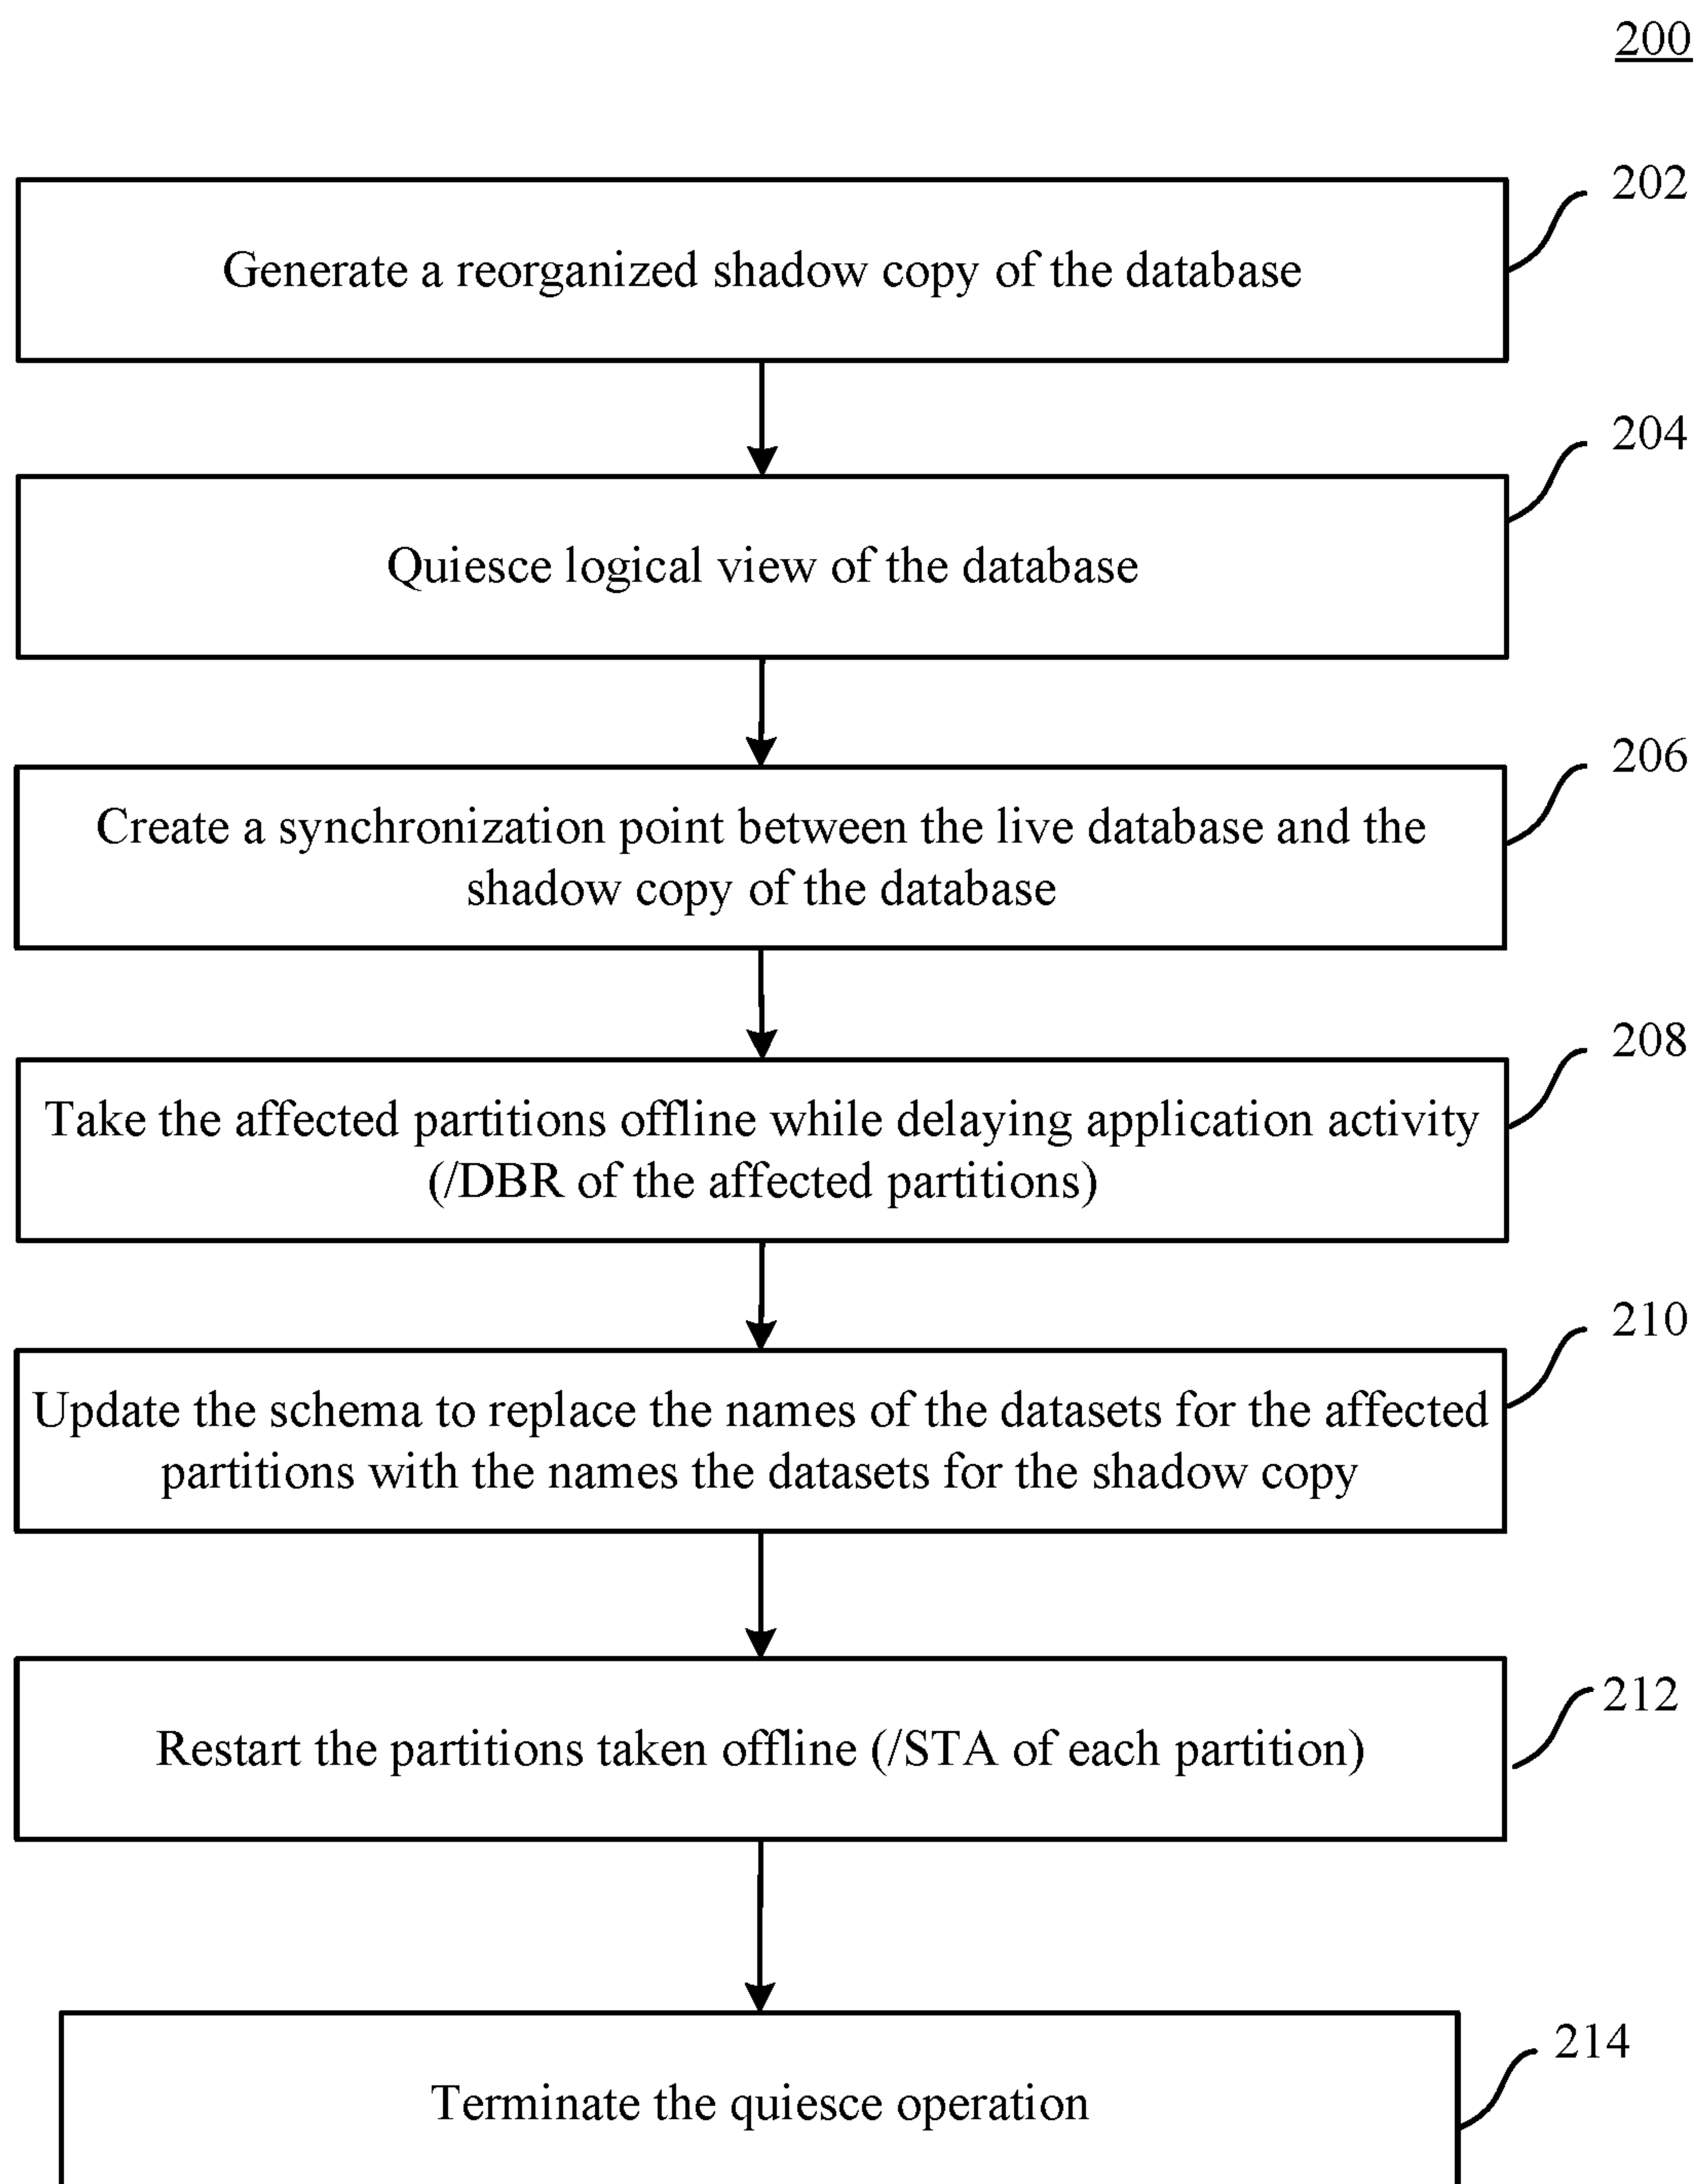 200
202
Generate a reorganized shadow copy of the database
204
Quiesce logical view of the database
206
Create a synchronization point between the live database and the
shadow copy of the database
208
Take the affected partitions offline while delaying application activity
(/DBR of the affected partitions)
210
Update the schema to replace the names of the datasets for the affected
partitions with the names the datasets for the shadow copy
212
Restart the partitions taken offline (/STA of each partition)
214
Terminate the quiesce operation